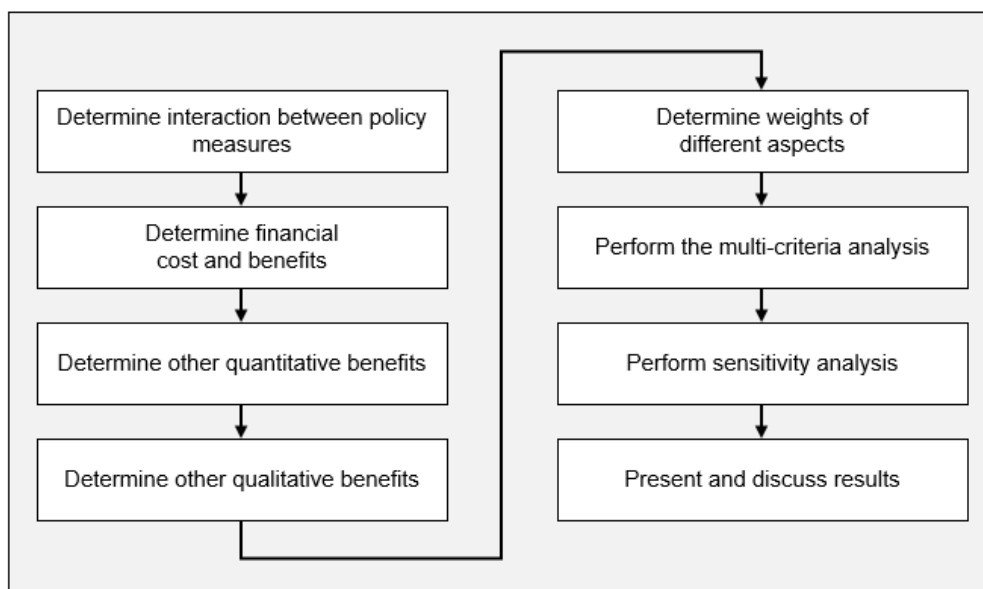 Determine interaction between policy
measures
Determine financial
cost and benefits
Determine other quantitative benefits
Determine other qualitative benefits
Determine weights of
different aspects
Perform the multi-criteria analysis
Perform sensitivity analysis
Present and discuss results